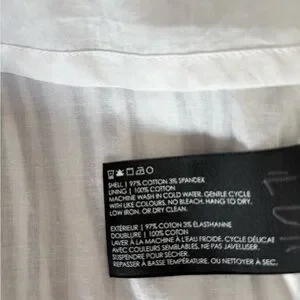 SHELL | 97% COTTON 3% SPANDEX
LINING | 100% COTTON
MACHINE WASH IN COLD WATER, GENTLE CYCLE
WITH LIKE COLOURS. NO BLEACH. HANG TO DRY.
LOW IRON, OR DRY CLEAN.
EXTÉRIEUR | 97% COTON 3% ÉLASTHANNE
DOUBLURE | 100% COTON
LAVER À LA MACHINE À L'EAU FROIDE, CYCLE DÉLICAT
AVEC COULEURS SEMBLABLES. NE PAS JAVELLISER.
SUSPENDRE POUR SÉCHER.
REPASSER À BASSE TEMPÉRATURE, OU NETTOYER À SEC.